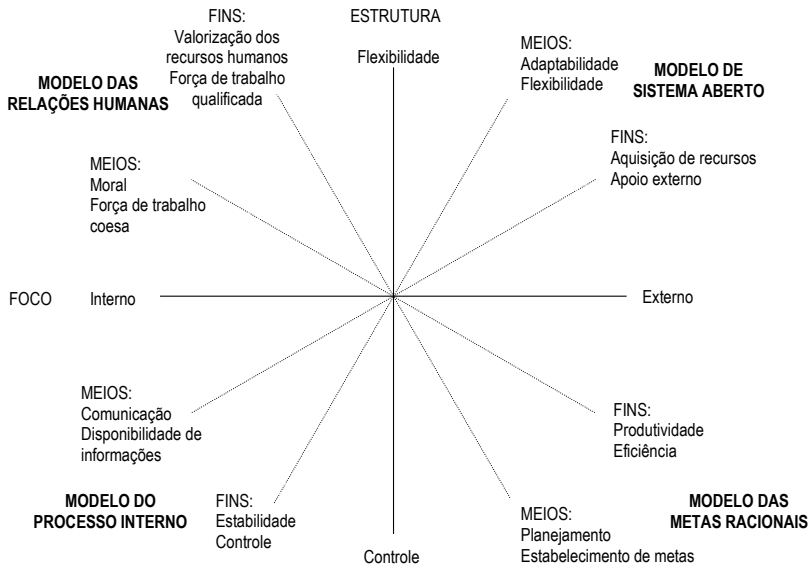 FINS:
Valorização dos
recursos humanos
Força de trabalho
qualificada
ESTRUTURA
Flexibilidade
MEIOS:
Adaptabilidade
Flexibilidade
MODELO DAS
RELAÇÕES HUMANAS
MODELO DE
SISTEMA ABERTO
MEIOS:
Moral
Força de trabalho
coesa
FINS:
Aquisição de recursos
Apoio externo
FOCO
Interno
Externo
MEIOS:
Comunicação
Disponibilidade de
informações
FINS:
Produtividade
Eficiência
MODELO DO
PROCESSO INTERNO
FINS:
Estabilidade
Controle
Controle
MEIOS:
Planejamento
Estabelecimento de metas
MODELO DAS
METAS RACIONAIS